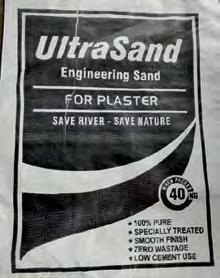 UltraSand
Engineering Sand
FOR PLASTER
SAVE RIVER - SAVE NATURE
40 KG
★ 100% PURE
★ SPECIALLY TREATED
★ SMOOTH FINISH
★ ZERO WASTAGE
★ LOW CEMENT USE